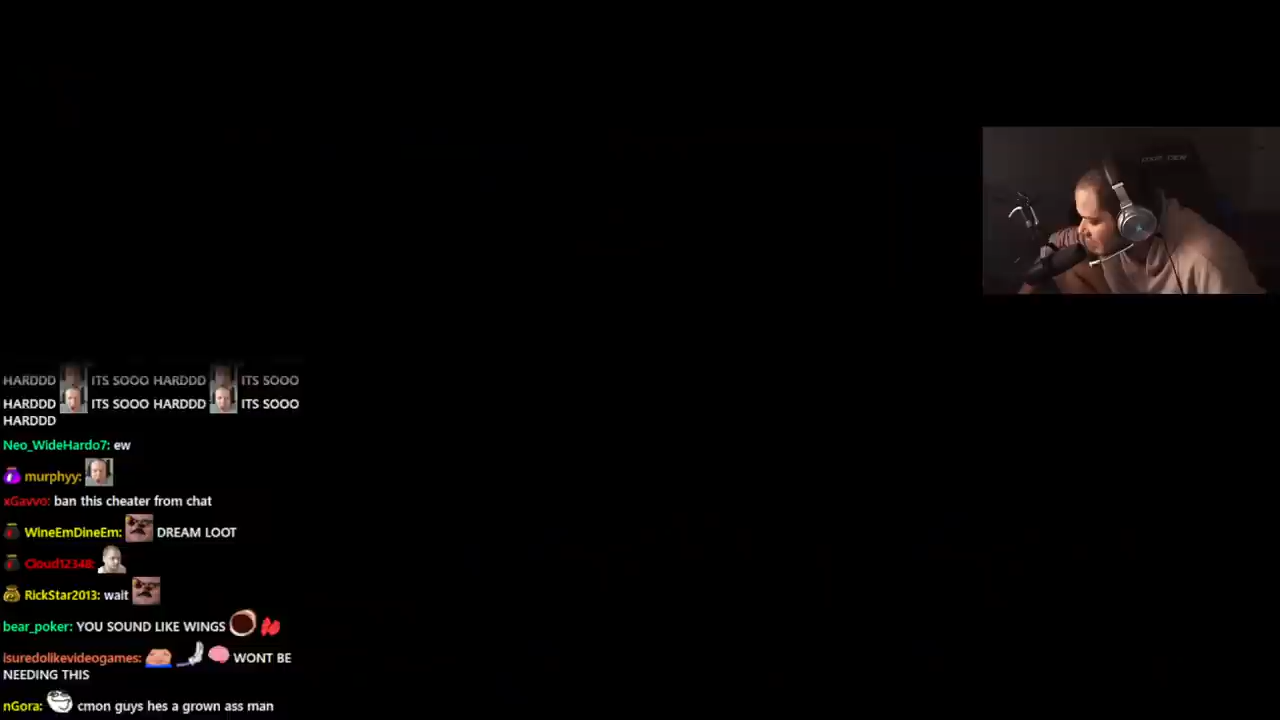 HARDDD ITS SOOO HARDDD ITS SOOO
HARDDD ITS SOOO HARDDD ITS SOOO
HARDDD
Neo_WideHardo7: ew
murphyy:
xGavvo: ban this cheater from chat
WineEmDineEm: DREAM LOOT
Cloud12348:
RickStar2013: wait
bear_poker: YOU SOUND LIKE WINGS
isuredolikevideogames: WONT BE
NEEDING THIS
nGora: cmon guys hes a grown ass man